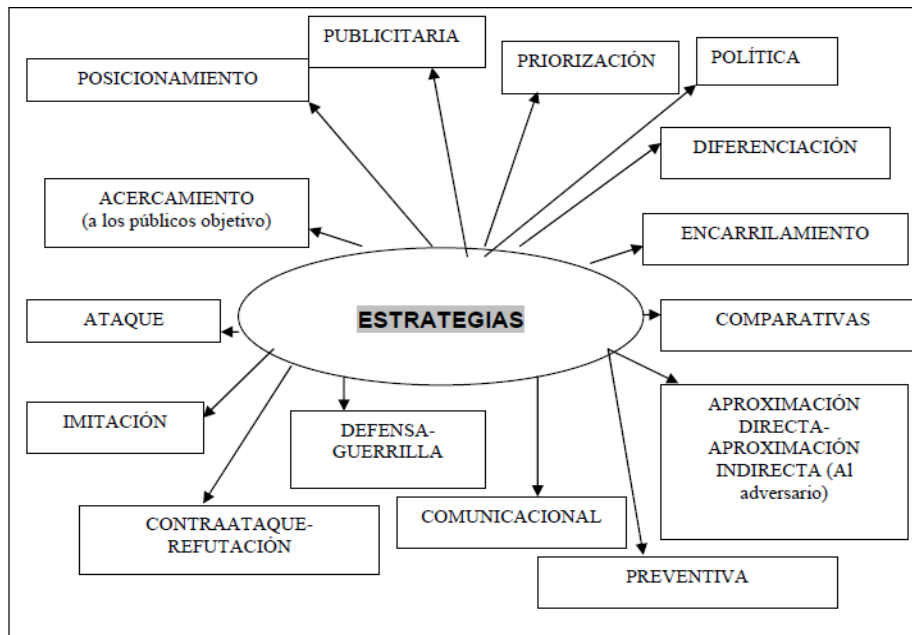 PUBLICITARIA
POSICIONAMIENTO
PRIORIZACIÓN
POLÍTICA
DIFERENCIACIÓN
ACERCAMIENTO
(a los públicos objetivo)
ENCARRILAMIENTO
ATAQUE
ESTRATEGIAS
COMPARATIVAS
IMITACIÓN
DEFENSA-
GUERRILLA
APROXIMACIÓN
DIRECTA-
APROXIMACIÓN
INDIRECTA (Al
adversario)
CONTRAATAQUE-
REFUTACIÓN
COMUNICACIONAL
PREVENTIVA